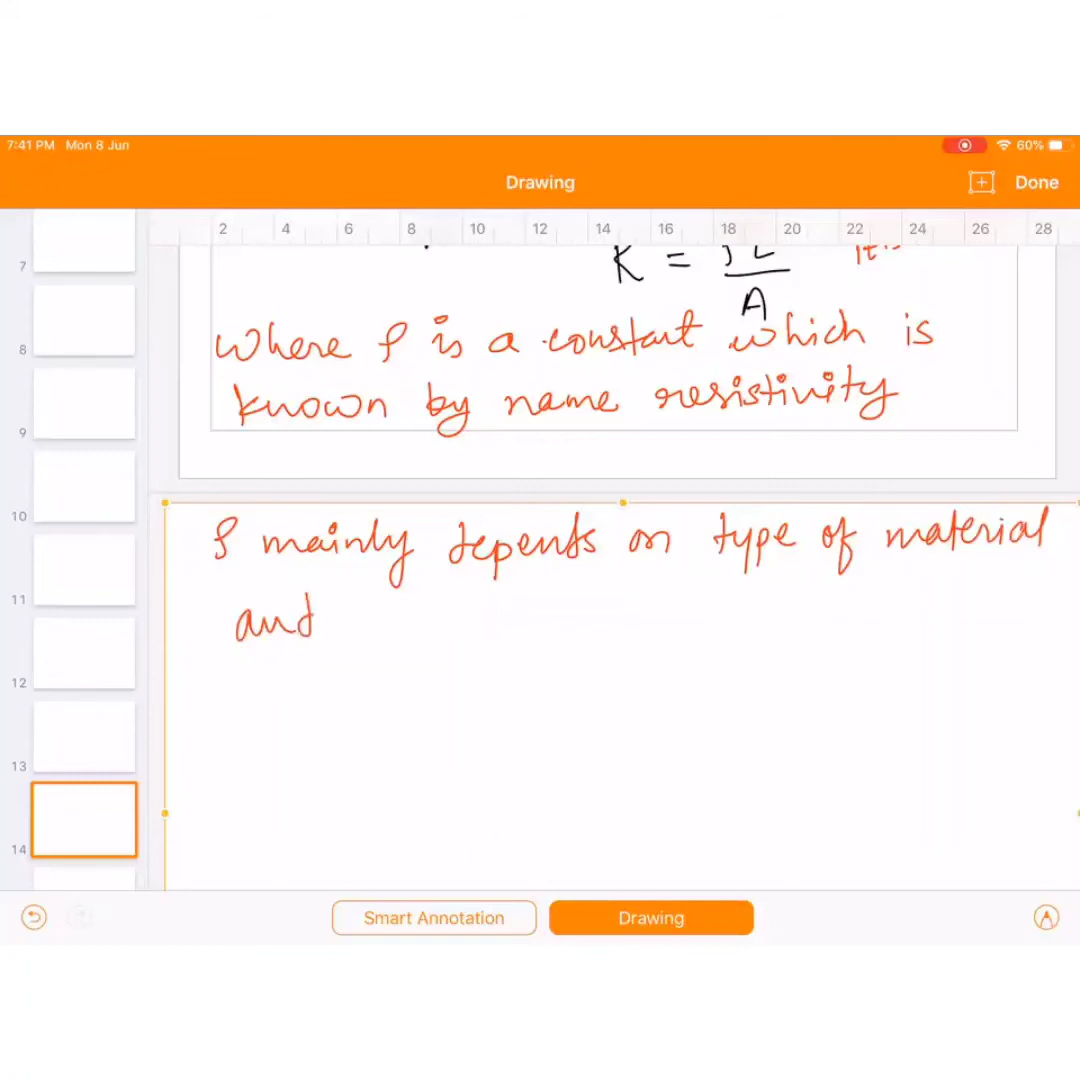 7:41 PM Mon 8 Jun
60%
Drawing
Done
2 4 6 8 10 12 14 16 18 20 22 24 26 28
7
8
9
10
11
12
13
14
A
where ρ is a constant which is
known by name resistivity
ρ mainly depends on type of material
and
Smart Annotation
Drawing